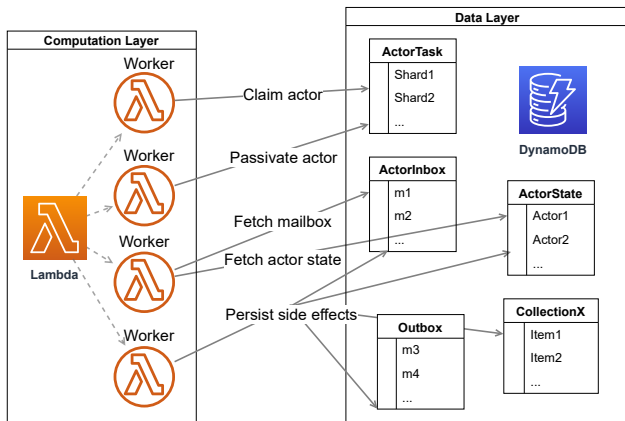 Computation Layer
Worker
Worker
Worker
Worker
Lambda
Claim actor
Passivate actor
Fetch mailbox
Fetch actor state
Persist side effects
Data Layer
ActorTask
Shard1
Shard2
...
DynamoDB
ActorInbox
m1
m2
...
ActorState
Actor1
Actor2
...
Outbox
m3
m4
...
CollectionX
Item1
Item2
...